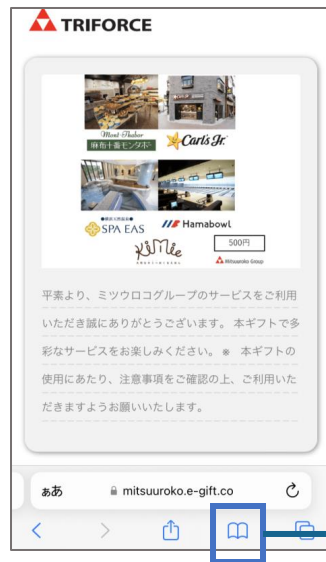 TRIFORCE
Mont-Thabor
麻布十番モンタボー
Carl's Jr.
SPA EAS
Hamabowl
Kimie
500円
Mitsuuroko Group
平素より、ミツウロコグループのサービスをご利用
いただき誠にありがとうございます。 本ギフトで多
彩なサービスをお楽しみください。 ※ 本ギフトの
使用にあたり、注意事項をご確認の上、ご利用いた
だきますようお願いいたします。
ああ
mitsuuroko.e-gift.co